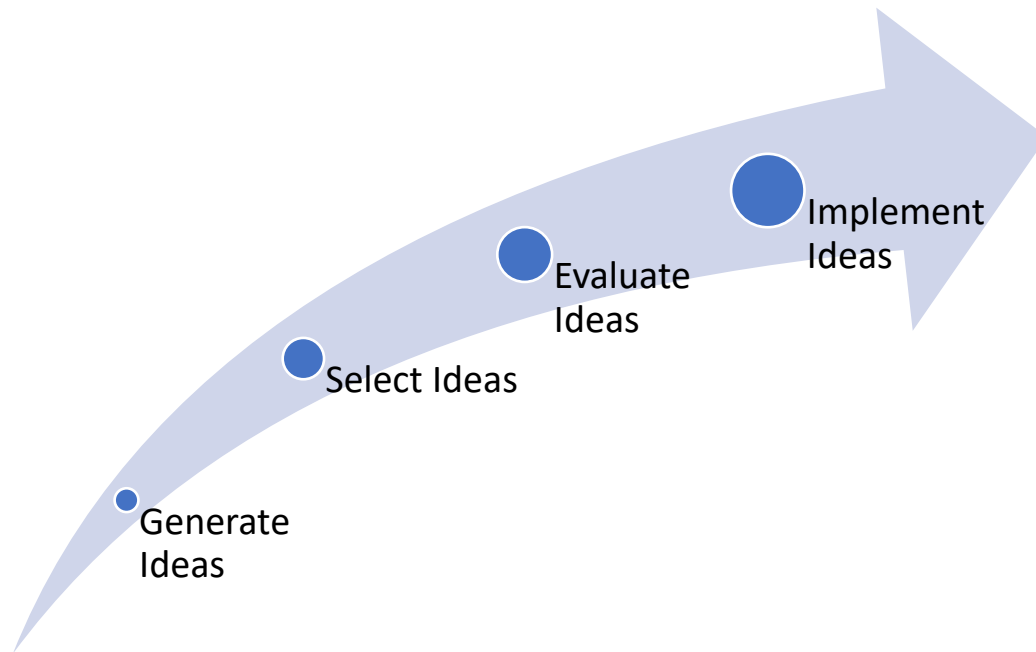 Generate
Ideas
Select Ideas
Evaluate
Ideas
Implement
Ideas